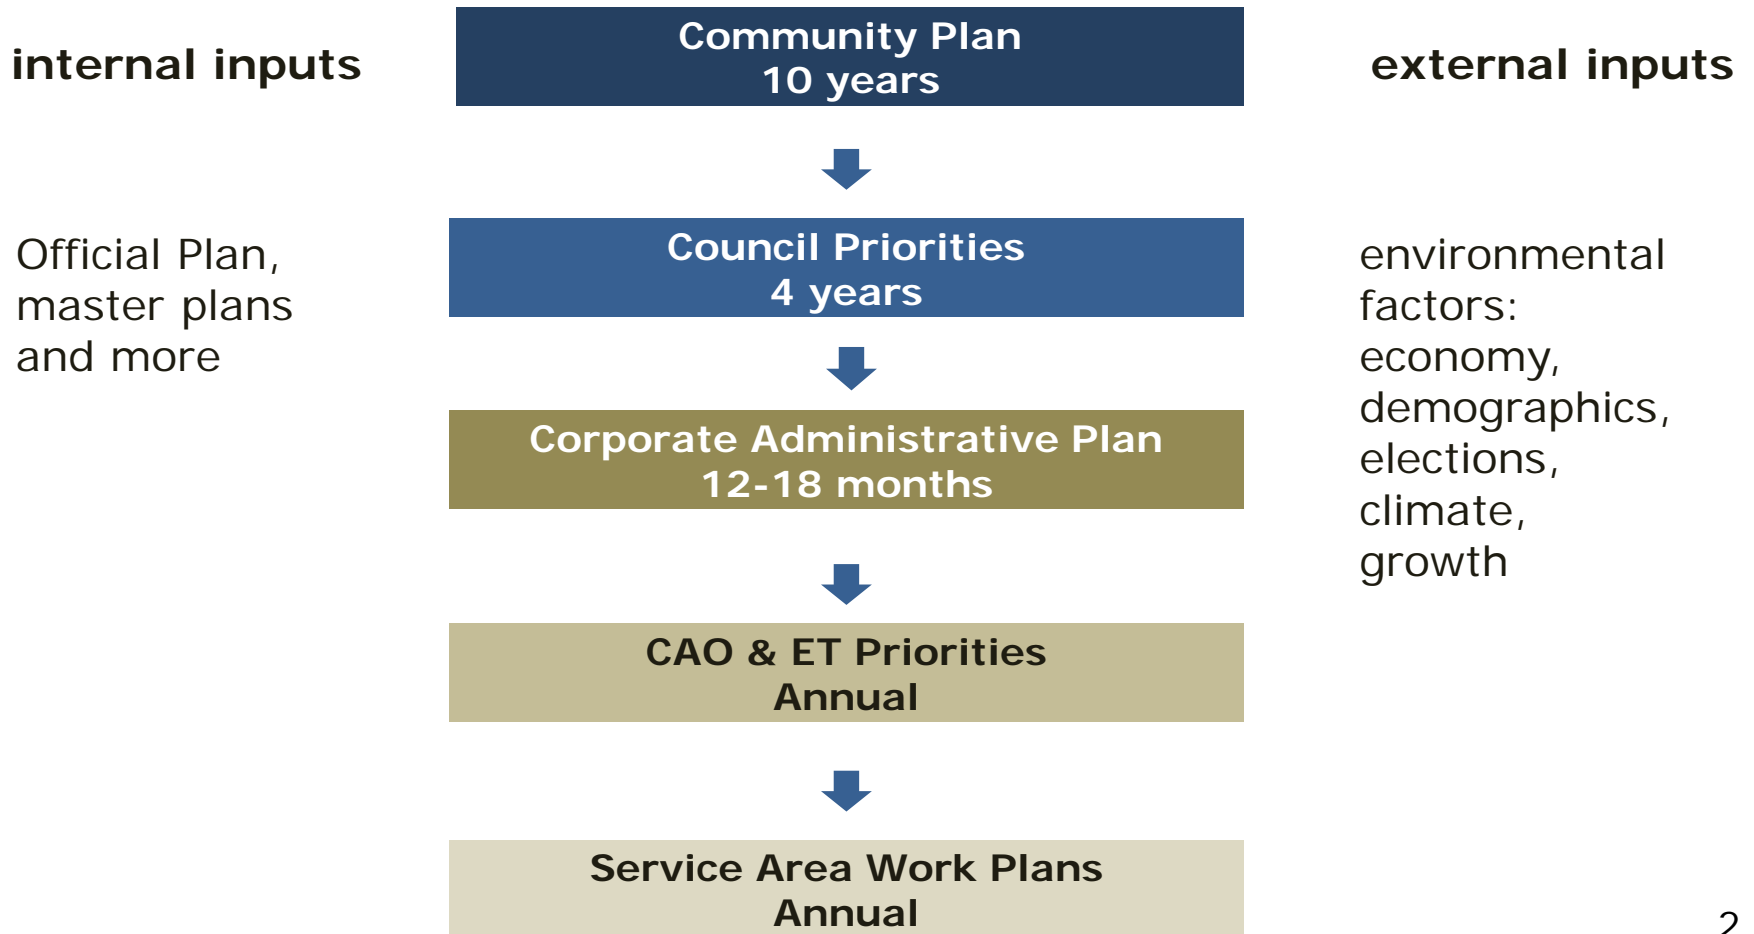 internal inputs
Community Plan
10 years
external inputs
Official Plan,
master plans
and more
Council Priorities
4 years
Corporate Administrative Plan
12-18 months
CAO & ET Priorities
Annual
Service Area Work Plans
Annual
environmental
factors:
economy,
demographics,
elections,
climate,
growth
2